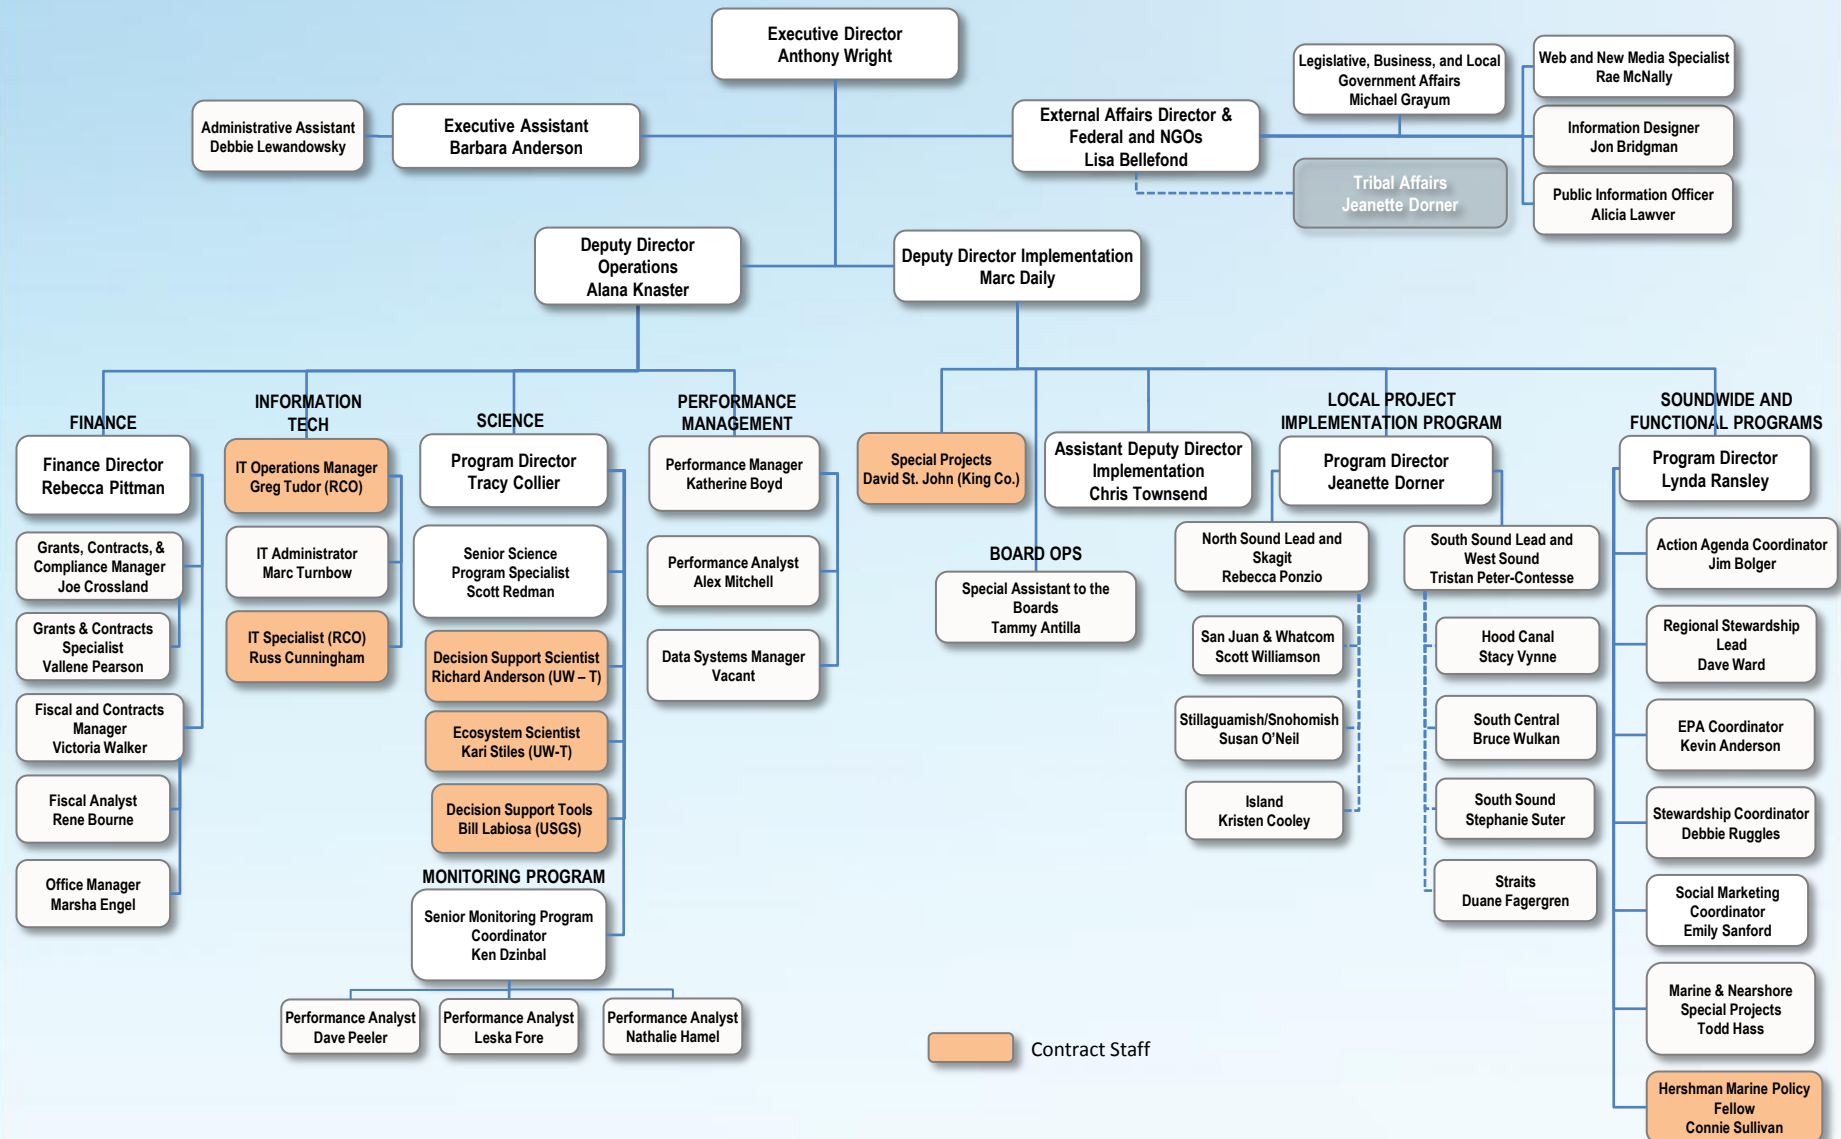 Executive Director
Anthony Wright
Legislative, Business, and Local
Government Affairs
Michael Grayum
Web and New Media Specialist
Rae McNally
Administrative Assistant
Debbie Lewandowsky
Executive Assistant
Barbara Anderson
External Affairs Director &
Federal and NGOs
Lisa Bellefond
Information Designer
Jon Bridgman
Tribal Affairs
Jeanette Dorner
Public Information Officer
Alicia Lawver
Deputy Director
Operations
Alana Knaster
Deputy Director Implementation
Marc Daily
FINANCE
Finance Director
Rebecca Pittman
Grants, Contracts, &
Compliance Manager
Joe Crossland
Grants & Contracts
Specialist
Vallene Pearson
Fiscal and Contracts
Manager
Victoria Walker
Fiscal Analyst
Rene Bourne
Office Manager
Marsha Engel
INFORMATION
TECH
IT Operations Manager
Greg Tudor (RCO)
IT Administrator
Marc Turnbow
IT Specialist (RCO)
Russ Cunningham
SCIENCE
Program Director
Tracy Collier
Senior Science
Program Specialist
Scott Redman
Decision Support Scientist
Richard Anderson (UW – T)
Ecosystem Scientist
Kari Stiles (UW-T)
Decision Support Tools
Bill Labiosa (USGS)
MONITORING PROGRAM
Senior Monitoring Program
Coordinator
Ken Dzinbal
Performance Analyst
Dave Peeler
Performance Analyst
Leska Fore
Performance Analyst
Nathalie Hamel
PERFORMANCE
MANAGEMENT
Performance Manager
Katherine Boyd
Performance Analyst
Alex Mitchell
Data Systems Manager
Vacant
Special Projects
David St. John (King Co.)
BOARD OPS
Special Assistant to the
Boards
Tammy Antilla
Assistant Deputy Director
Implementation
Chris Townsend
LOCAL PROJECT
IMPLEMENTATION PROGRAM
Program Director
Jeanette Dorner
North Sound Lead and
Skagit
Rebecca Ponzio
San Juan & Whatcom
Scott Williamson
Stillaguamish/Snohomish
Susan O’Neil
Island
Kristen Cooley
South Sound Lead and
West Sound
Tristan Peter-Contesse
Hood Canal
Stacy Vynne
South Central
Bruce Wulkan
South Sound
Stephanie Suter
Straits
Duane Fagergren
SOUNDWIDE AND
FUNCTIONAL PROGRAMS
Program Director
Lynda Ransley
Action Agenda Coordinator
Jim Bolger
Regional Stewardship
Lead
Dave Ward
EPA Coordinator
Kevin Anderson
Stewardship Coordinator
Debbie Ruggles
Social Marketing
Coordinator
Emily Sanford
Marine & Nearshore
Special Projects
Todd Hass
Hershman Marine Policy
Fellow
Connie Sullivan
Contract Staff